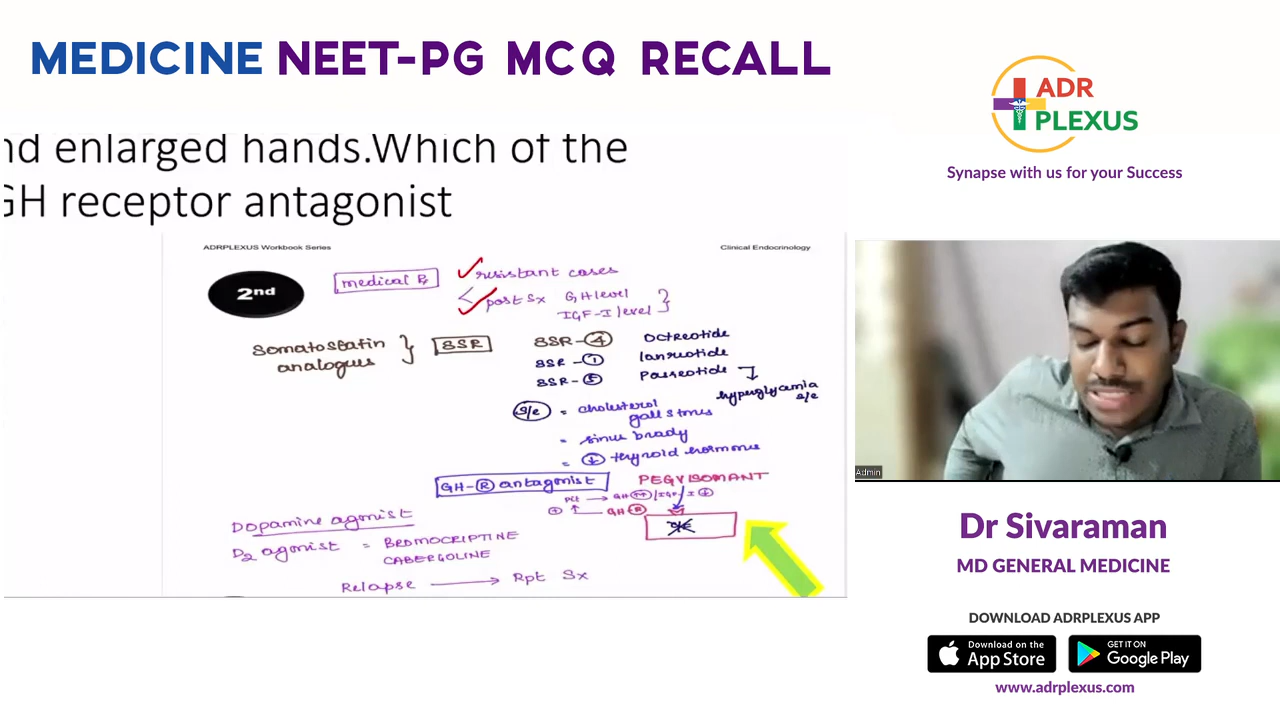 MEDICINE NEET-PG MCQ RECALL
nd enlarged hands.Which of the
GH receptor antagonist
ADRPLEXUS Workbook Series
Clinical Endocrinology
2nd
medical Rx
resistant cases
post Sx GH level
IGF-I level
Somatostatin
analogues
SSR
SSR-4 Octreotide
SSR-1 lanreotide
SSR-5 Pasreotide
hyperglycamia
s/e
S/e = cholesterol
gall stones
= sinus brady
= ↓ thyroid hormone
GH-R antagonist PEGVISOMANT
GH-R
Dopamine agonist
D2 agonist = BROMOCRIPTINE
CABERGOLINE
Relapse → Rpt Sx
ADR
PLEXUS
Synapse with us for your Success
Admin
Dr Sivaraman
MD GENERAL MEDICINE
DOWNLOAD ADRPLEXUS APP
Download on the
App Store
GET IT ON
Google Play
www.adrplexus.com